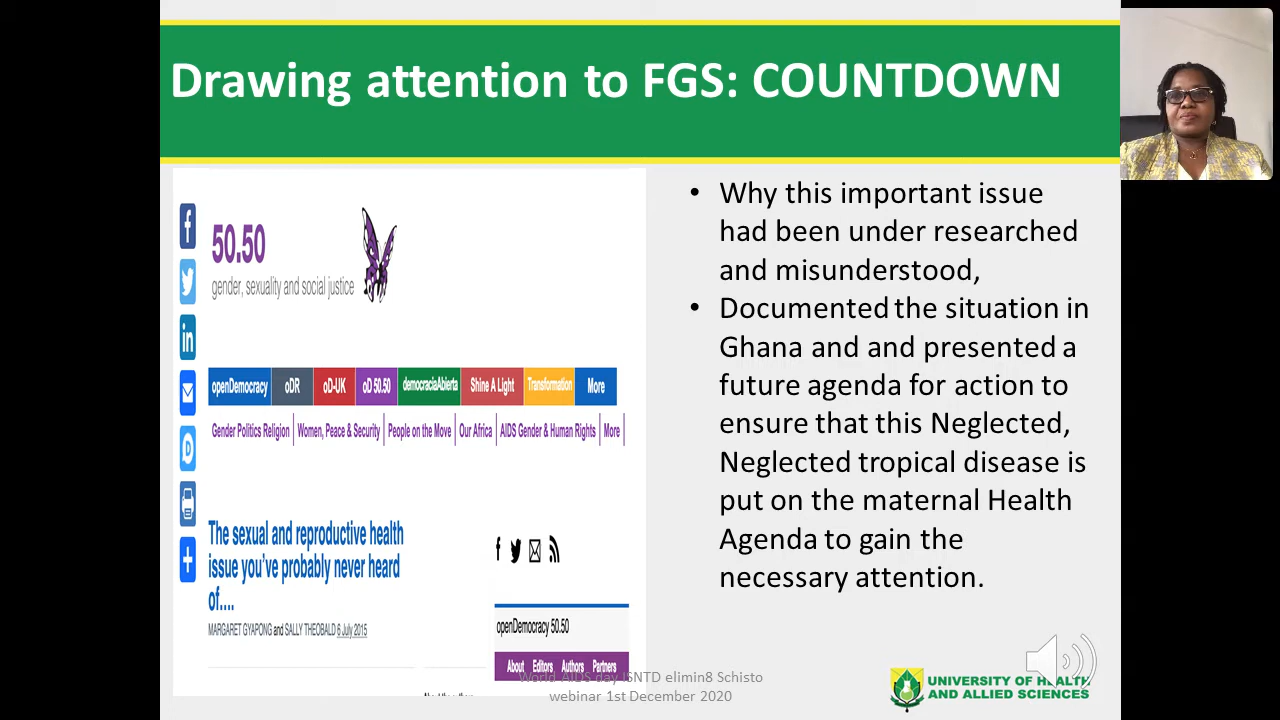 Drawing attention to FGS: COUNTDOWN
50.50
gender, sexuality and social justice
openDemocracy oDR oD-UK oD 50.50 democraciaAbierta Shine A Light Transformation More
Gender Politics Religion Women, Peace & Security People on the Move Our Africa AIDS Gender & Human Rights More
The sexual and reproductive health
issue you've probably never heard
of....
MARGARET GYAPONG and SALLY THEOBALD 6 July 2015
openDemocracy 50.50
About Editors Authors Partners
• Why this important issue
had been under researched
and misunderstood,
• Documented the situation in
Ghana and and presented a
future agenda for action to
ensure that this Neglected,
Neglected tropical disease is
put on the maternal Health
Agenda to gain the
necessary attention.
World AIDS day ISNTD elimin8 Schisto
webinar 1st December 2020
UNIVERSITY OF HEALTH
AND ALLIED SCIENCES